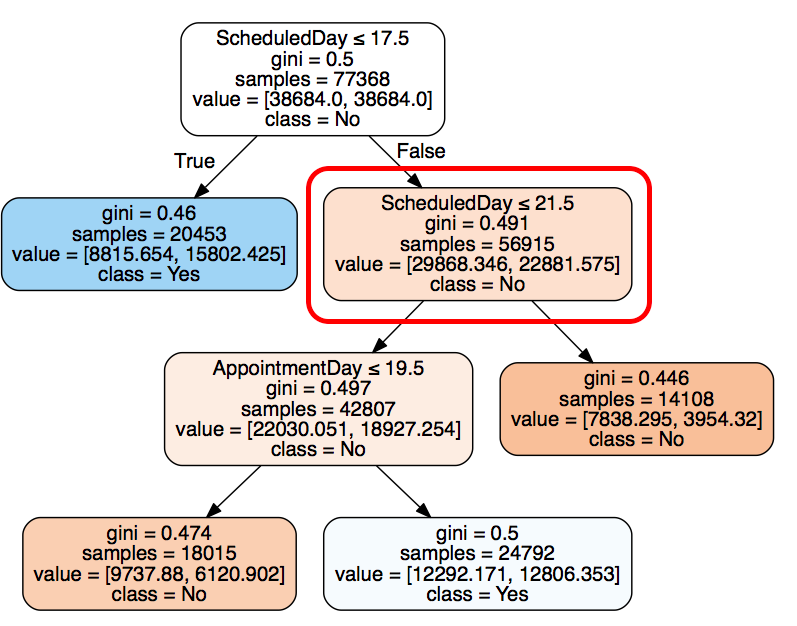 ScheduledDay ≤ 17.5
gini = 0.5
samples = 77368
value = [38684.0, 38684.0]
class = No
True
False
gini = 0.46
samples = 20453
value = [8815.654, 15802.425]
class = Yes
ScheduledDay ≤ 21.5
gini = 0.491
samples = 56915
value = [29868.346, 22881.575]
class = No
AppointmentDay ≤ 19.5
gini = 0.497
samples = 42807
value = [22030.051, 18927.254]
class = No
gini = 0.446
samples = 14108
value = [7838.295, 3954.32]
class = No
gini = 0.474
samples = 18015
value = [9737.88, 6120.902]
class = No
gini = 0.5
samples = 24792
value = [12292.171, 12806.353]
class = Yes